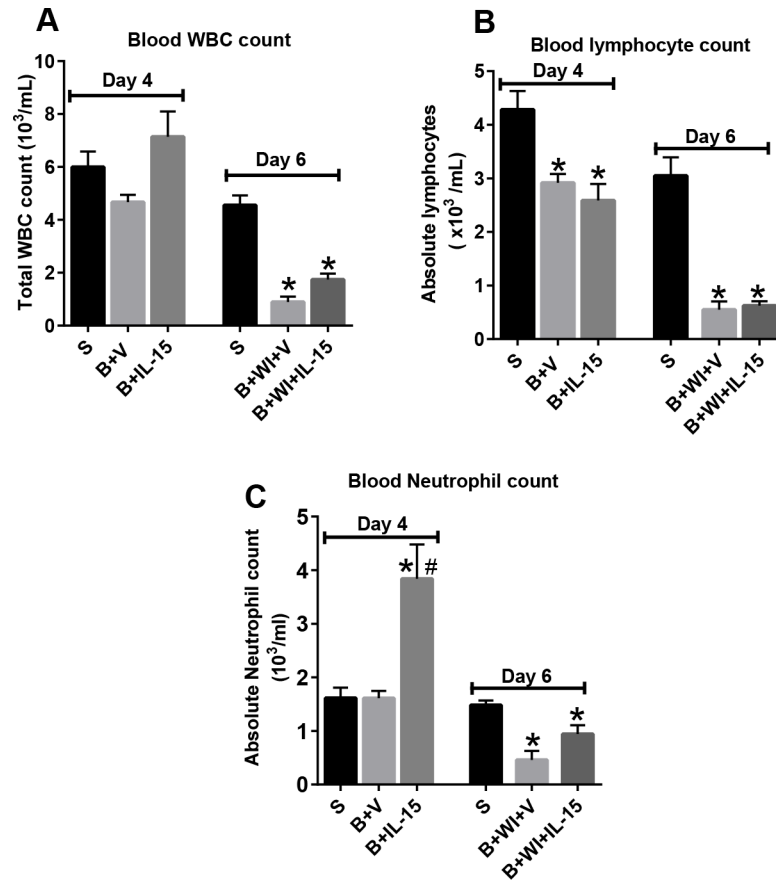 A
Blood WBC count
Total WBC count (10³/mL)
10
8
6
4
2
0
Day 4
Day 6
*
*
S
B+V
B+IL-15
S
B+WI+V
B+WI+IL-15
B
Blood lymphocyte count
Absolute lymphocytes
( x10³ /mL)
5
4
3
2
1
0
Day 4
Day 6
*
*
*
*
S
B+V
B+IL-15
S
B+WI+V
B+WI+IL-15
C
Blood Neutrophil count
Absolute Neutrophil count
(10³/ml)
5
4
3
2
1
0
Day 4
Day 6
* #
*
*
S
B+V
B+IL-15
S
B+WI+V
B+WI+IL-15